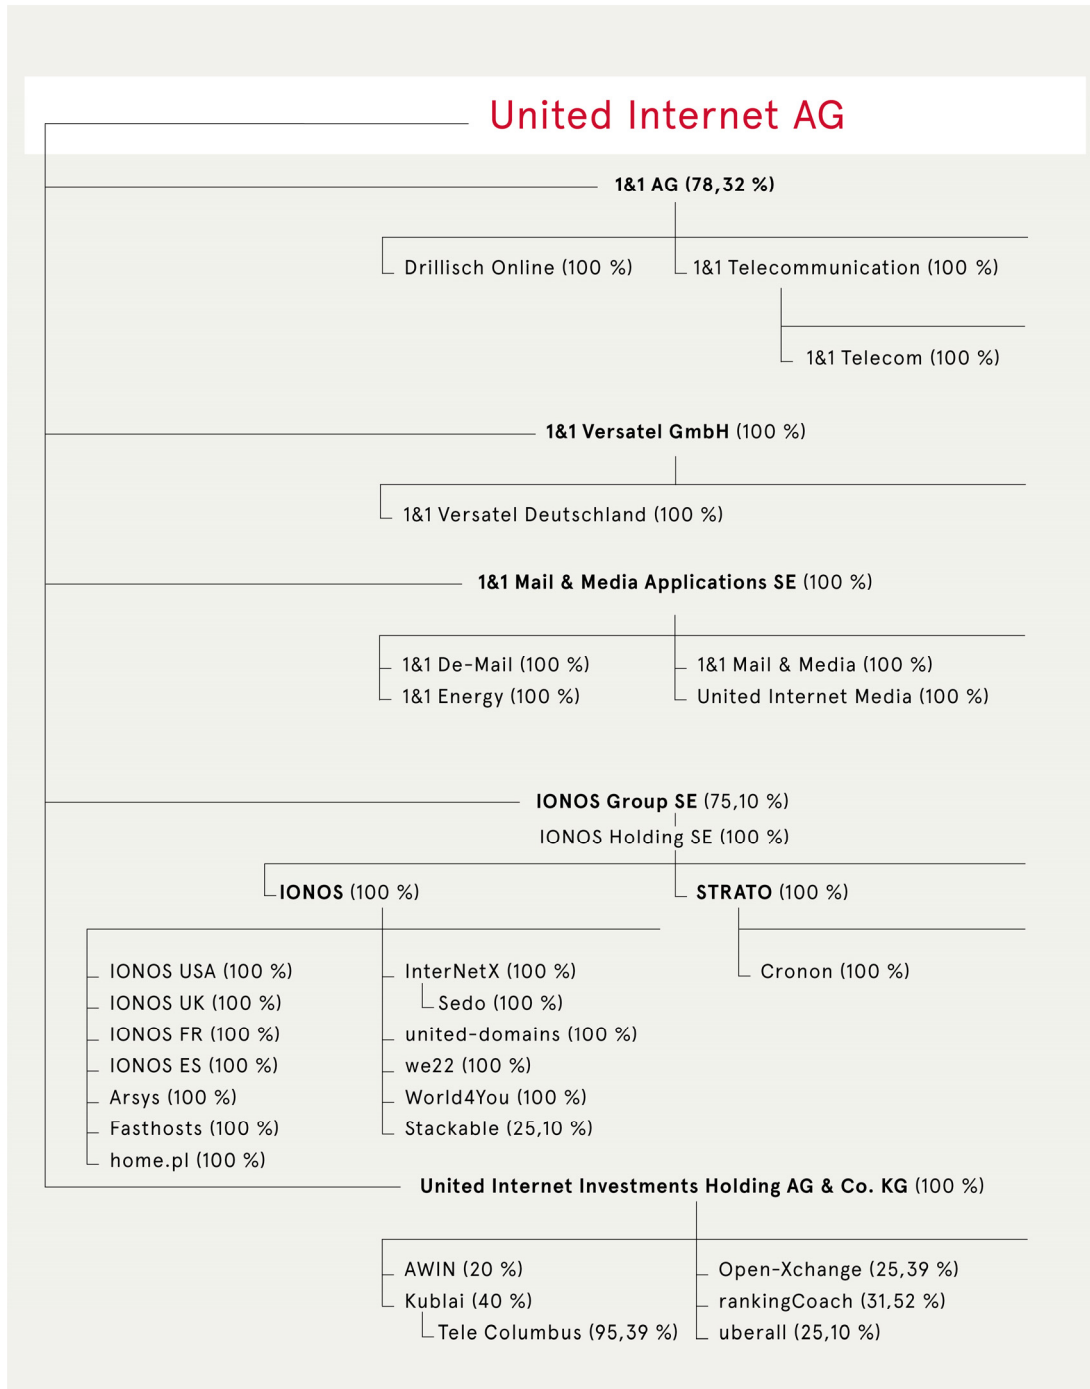 United Internet AG
1&1 AG (78,32 %)
Drillisch Online (100 %)
1&1 Telecommunication (100 %)
1&1 Telecom (100 %)
1&1 Versatel GmbH (100 %)
1&1 Versatel Deutschland (100 %)
1&1 Mail & Media Applications SE (100 %)
1&1 De-Mail (100 %)
1&1 Energy (100 %)
1&1 Mail & Media (100 %)
United Internet Media (100 %)
IONOS Group SE (75,10 %)
IONOS Holding SE (100 %)
IONOS (100 %)
STRATO (100 %)
IONOS USA (100 %)
IONOS UK (100 %)
IONOS FR (100 %)
IONOS ES (100 %)
Arsys (100 %)
Fasthosts (100 %)
home.pl (100 %)
InterNetX (100 %)
Sedo (100 %)
united-domains (100 %)
we22 (100 %)
World4You (100 %)
Stackable (25,10 %)
Cronon (100 %)
United Internet Investments Holding AG & Co. KG (100 %)
AWIN (20 %)
Kublai (40 %)
Tele Columbus (95,39 %)
Open-Xchange (25,39 %)
rankingCoach (31,52 %)
uberall (25,10 %)